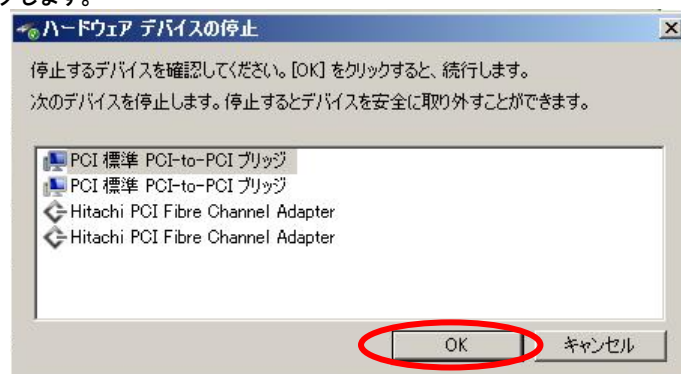 クします。
ハードウェア デバイスの停止
停止するデバイスを確認してください。[OK] をクリックすると、続行します。
次のデバイスを停止します。停止するとデバイスを安全に取り外すことができます。
PCI 標準 PCI-to-PCI ブリッジ
PCI 標準 PCI-to-PCI ブリッジ
Hitachi PCI Fibre Channel Adapter
Hitachi PCI Fibre Channel Adapter
OK
キャンセル